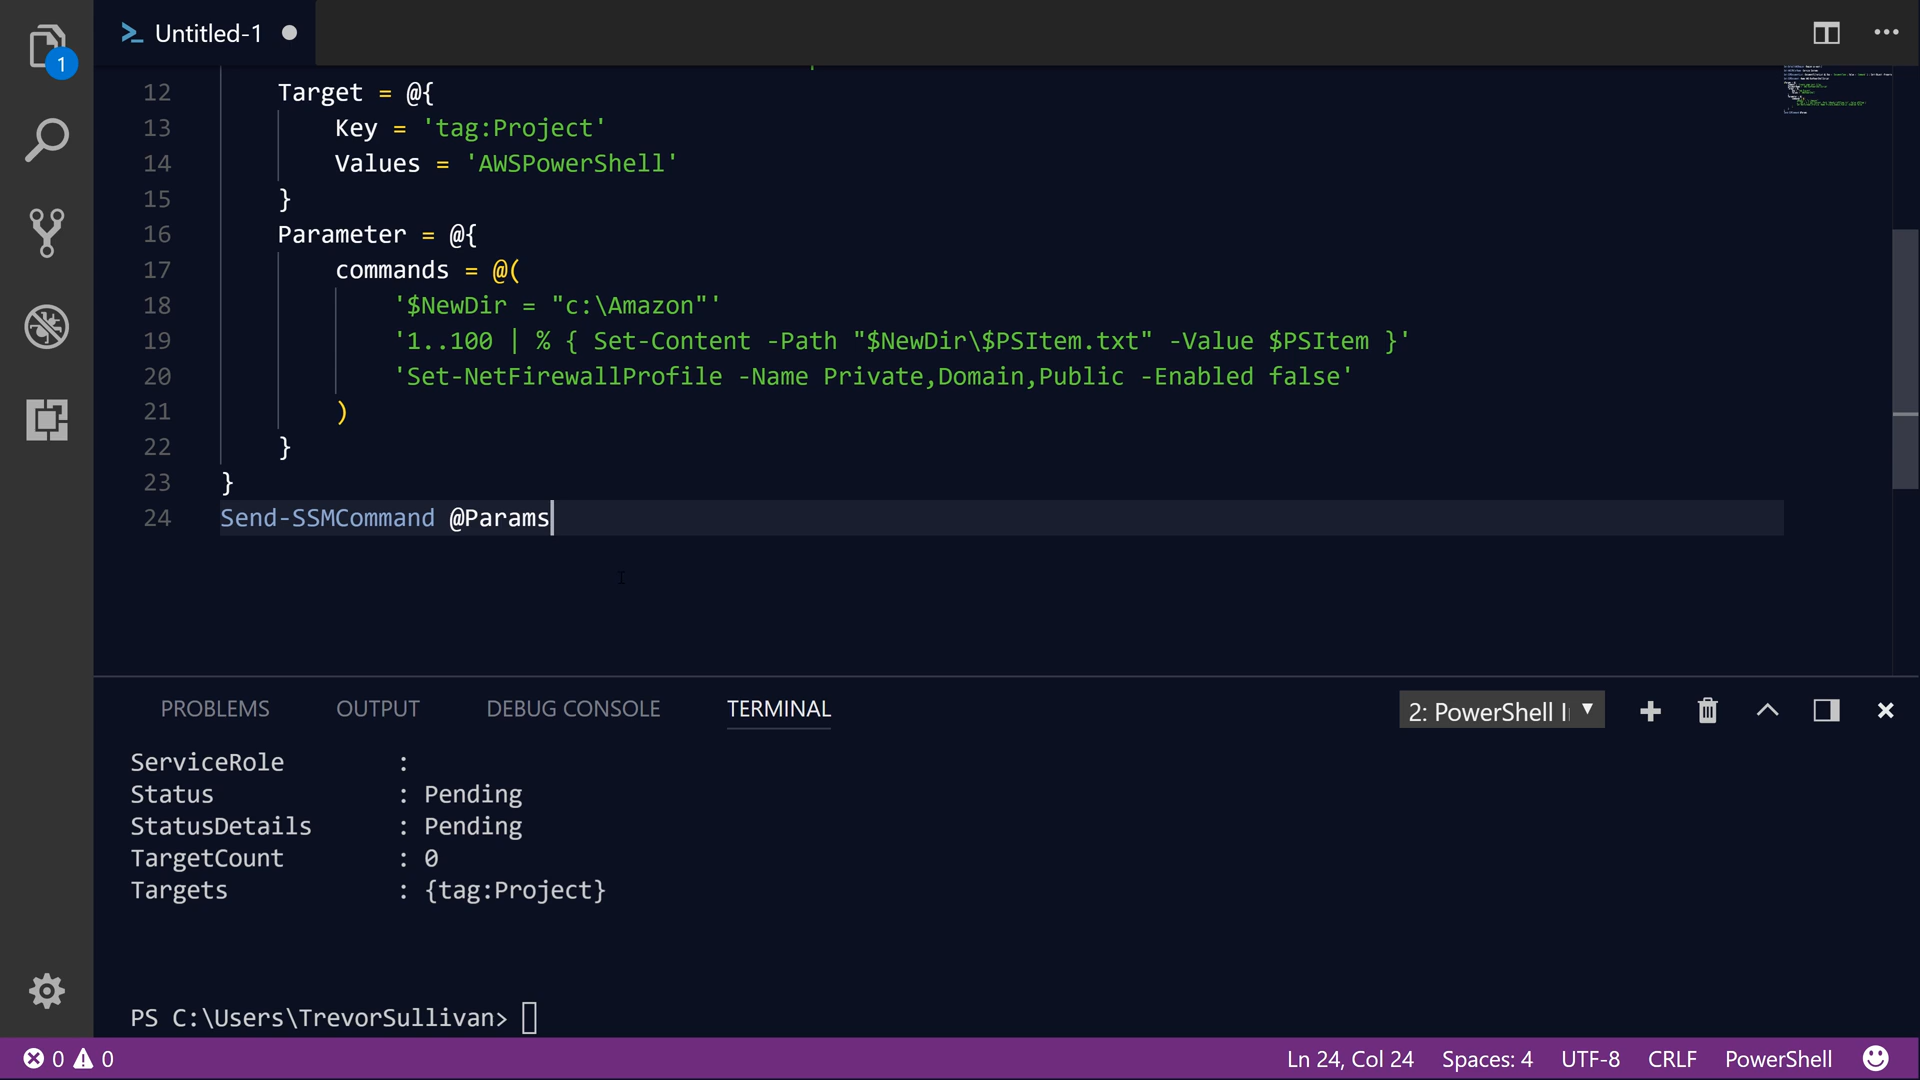 1
Untitled-1
12 Target = @{
13 Key = 'tag:Project'
14 Values = 'AWSPowerShell'
15 }
16 Parameter = @{
17 commands = @(
18 '$NewDir = "c:\Amazon"'
19 '1..100 | % { Set-Content -Path "$NewDir\$PSItem.txt" -Value $PSItem }'
20 'Set-NetFirewallProfile -Name Private,Domain,Public -Enabled false'
21 )
22 }
23 }
24 Send-SSMCommand @Params
PROBLEMS OUTPUT DEBUG CONSOLE TERMINAL 2: PowerShell I
ServiceRole :
Status : Pending
StatusDetails : Pending
TargetCount : 0
Targets : {tag:Project}
PS C:\Users\TrevorSullivan>
0 0 Ln 24, Col 24 Spaces: 4 UTF-8 CRLF PowerShell